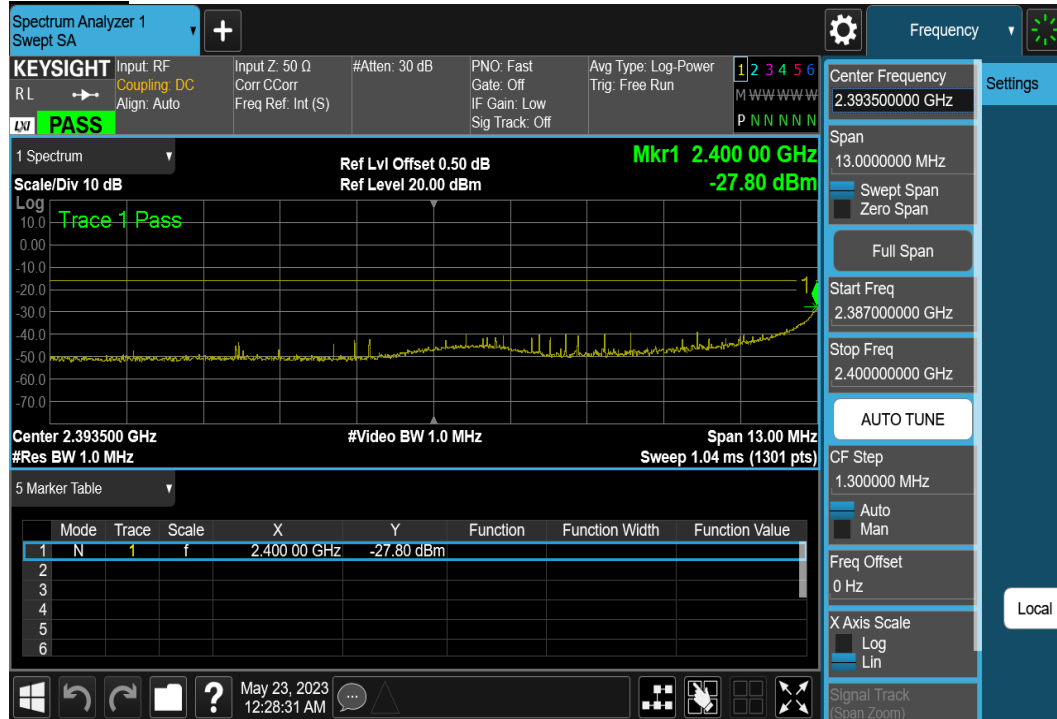 Spectrum Analyzer 1
Swept SA
+
Frequency
KEYSIGHT
RL
LXI PASS
Input: RF
Coupling: DC
Align: Auto
Input Z: 50 Ω
Corr CCorr
Freq Ref: Int (S)
#Atten: 30 dB
PNO: Fast
Gate: Off
IF Gain: Low
Sig Track: Off
Avg Type: Log-Power
Trig: Free Run
1 2 3 4 5 6
M W W W W W
P N N N N N
1 Spectrum
Scale/Div 10 dB
Ref Lvl Offset 0.50 dB
Ref Level 20.00 dBm
Mkr1 2.400 00 GHz
-27.80 dBm
Log
Trace 1 Pass
10.0
0.00
-10.0
-20.0
-30.0
-40.0
-50.0
-60.0
-70.0
1
Center 2.393500 GHz
#Video BW 1.0 MHz
Span 13.00 MHz
#Res BW 1.0 MHz
Sweep 1.04 ms (1301 pts)
5 Marker Table
Mode Trace Scale X Y Function Function Width Function Value
1 N 1 f 2.400 00 GHz -27.80 dBm
2
3
4
5
6
May 23, 2023
12:28:31 AM
?
Center Frequency
2.393500000 GHz
Span
13.0000000 MHz
Swept Span
Zero Span
Full Span
Start Freq
2.387000000 GHz
Stop Freq
2.400000000 GHz
AUTO TUNE
CF Step
1.300000 MHz
Auto
Man
Freq Offset
0 Hz
X Axis Scale
Log
Lin
Signal Track
(Span Zoom)
Settings
Local